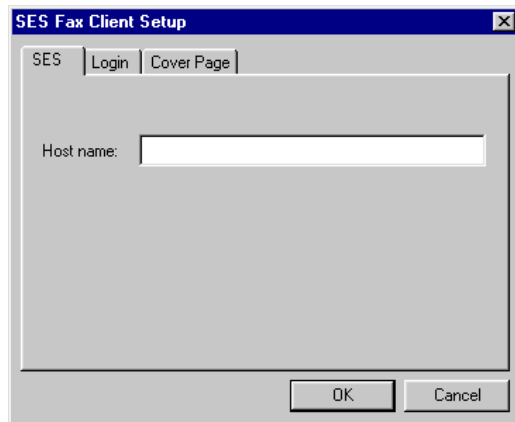 SES Fax Client Setup
SES Login Cover Page
Host name:
OK Cancel